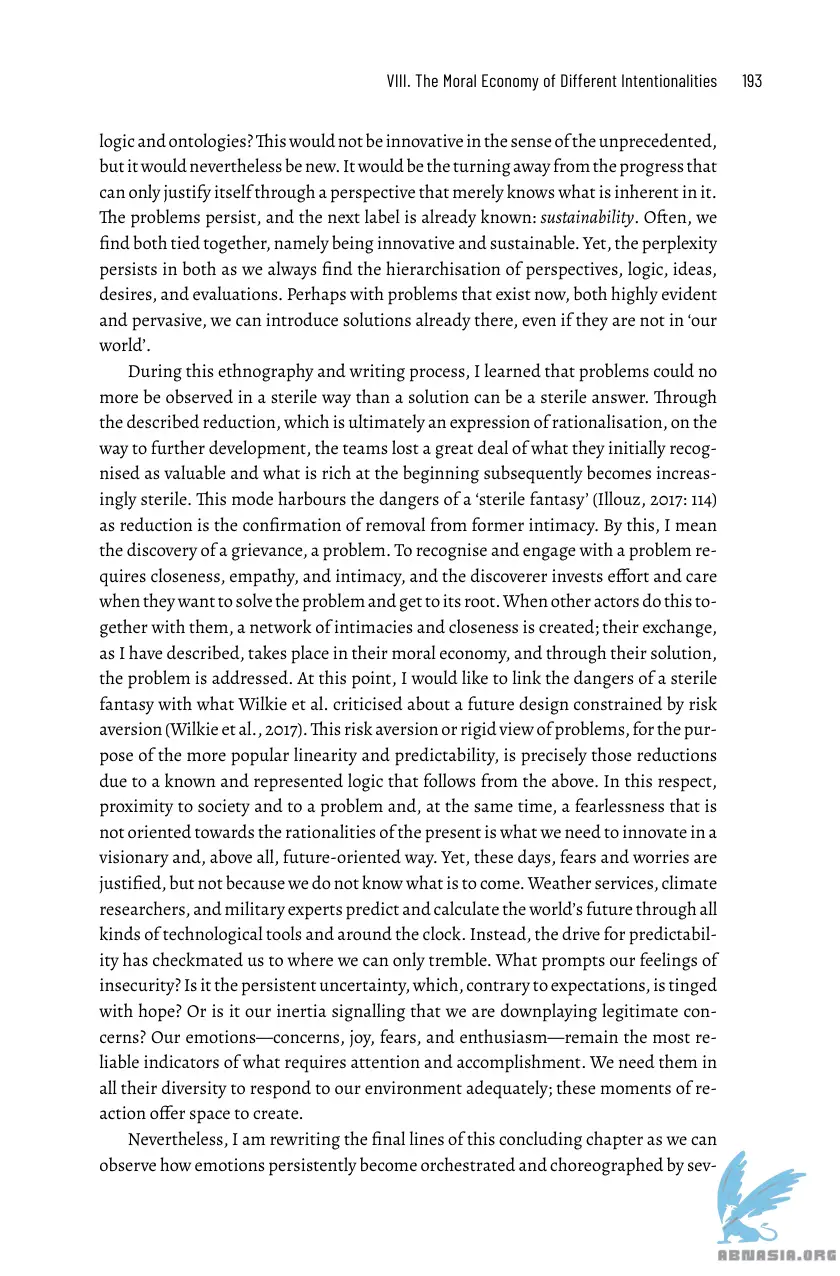 VIII. The Moral Economy of Different Intentionalities 193
logic and ontologies? This would not be innovative in the sense of the unprecedented,
but it would nevertheless be new. It would be the turning away from the progress that
can only justify itself through a perspective that merely knows what is inherent in it.
The problems persist, and the next label is already known: sustainability. Often, we
find both tied together, namely being innovative and sustainable. Yet, the perplexity
persists in both as we always find the hierarchisation of perspectives, logic, ideas,
desires, and evaluations. Perhaps with problems that exist now, both highly evident
and pervasive, we can introduce solutions already there, even if they are not in ‘our
world’.
During this ethnography and writing process, I learned that problems could no
more be observed in a sterile way than a solution can be a sterile answer. Through
the described reduction, which is ultimately an expression of rationalisation, on the
way to further development, the teams lost a great deal of what they initially recog-
nised as valuable and what is rich at the beginning subsequently becomes increas-
ingly sterile. This mode harbours the dangers of a ‘sterile fantasy’ (Illouz, 2017: 114)
as reduction is the confirmation of removal from former intimacy. By this, I mean
the discovery of a grievance, a problem. To recognise and engage with a problem re-
quires closeness, empathy, and intimacy, and the discoverer invests effort and care
when they want to solve the problem and get to its root. When other actors do this to-
gether with them, a network of intimacies and closeness is created; their exchange,
as I have described, takes place in their moral economy, and through their solution,
the problem is addressed. At this point, I would like to link the dangers of a sterile
fantasy with what Wilkie et al. criticised about a future design constrained by risk
aversion (Wilkie et al., 2017). This risk aversion or rigid view of problems, for the pur-
pose of the more popular linearity and predictability, is precisely those reductions
due to a known and represented logic that follows from the above. In this respect,
proximity to society and to a problem and, at the same time, a fearlessness that is
not oriented towards the rationalities of the present is what we need to innovate in a
visionary and, above all, future-oriented way. Yet, these days, fears and worries are
justified, but not because we do not know what is to come. Weather services, climate
researchers, and military experts predict and calculate the world’s future through all
kinds of technological tools and around the clock. Instead, the drive for predictabil-
ity has checkmated us to where we can only tremble. What prompts our feelings of
insecurity? Is it the persistent uncertainty, which, contrary to expectations, is tinged
with hope? Or is it our inertia signalling that we are downplaying legitimate con-
cerns? Our emotions—concerns, joy, fears, and enthusiasm—remain the most re-
liable indicators of what requires attention and accomplishment. We need them in
all their diversity to respond to our environment adequately; these moments of re-
action offer space to create.
Nevertheless, I am rewriting the final lines of this concluding chapter as we can
observe how emotions persistently become orchestrated and choreographed by sev-
ABNASIA.ORG